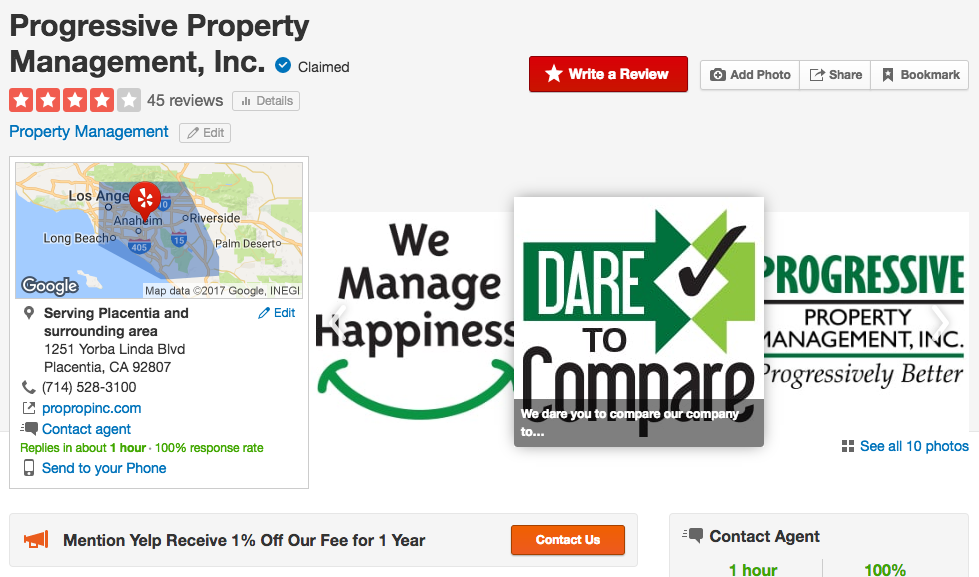 Progressive Property
Management, Inc. Claimed
Write a Review
Add Photo
Share
Bookmark
45 reviews
Details
Property Management
Edit
Los Ange
10
Anaheim
Riverside
Long Beach
405
15
Palm Desert
Google
Map data ©2017 Google, INEGI
Serving Placentia and
surrounding area
Edit
1251 Yorba Linda Blvd
Placentia, CA 92807
(714) 528-3100
propropinc.com
Contact agent
Replies in about 1 hour · 100% response rate
Send to your Phone
We
Manage
Happiness
DARE
TO
Compare
We dare you to compare our company
to...
PROGRESSIVE
PROPERTY
MANAGEMENT, INC.
Progressively Better
See all 10 photos
Mention Yelp Receive 1% Off Our Fee for 1 Year
Contact Us
Contact Agent
1 hour
100%